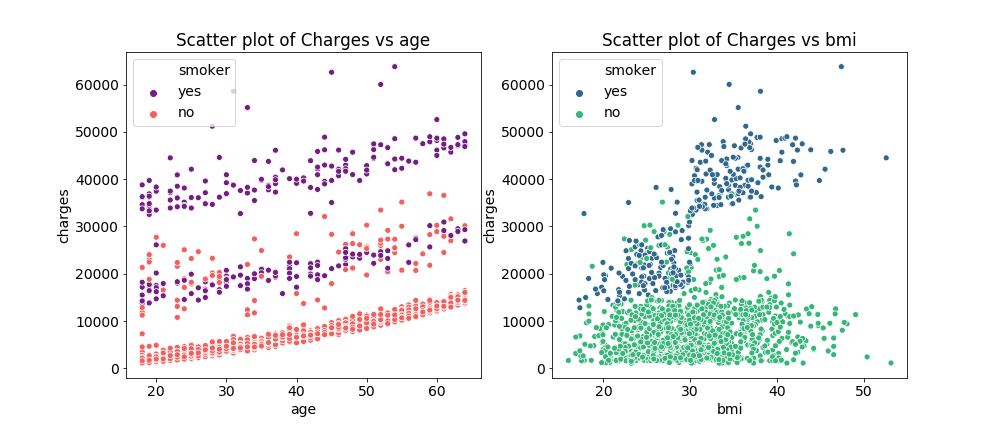 Scatter plot of Charges vs age
smoker
yes
no
60000
50000
40000
30000
20000
10000
0
charges
20
30
40
50
60
age
Scatter plot of Charges vs bmi
smoker
yes
no
60000
50000
40000
30000
20000
10000
0
charges
20
30
40
50
bmi